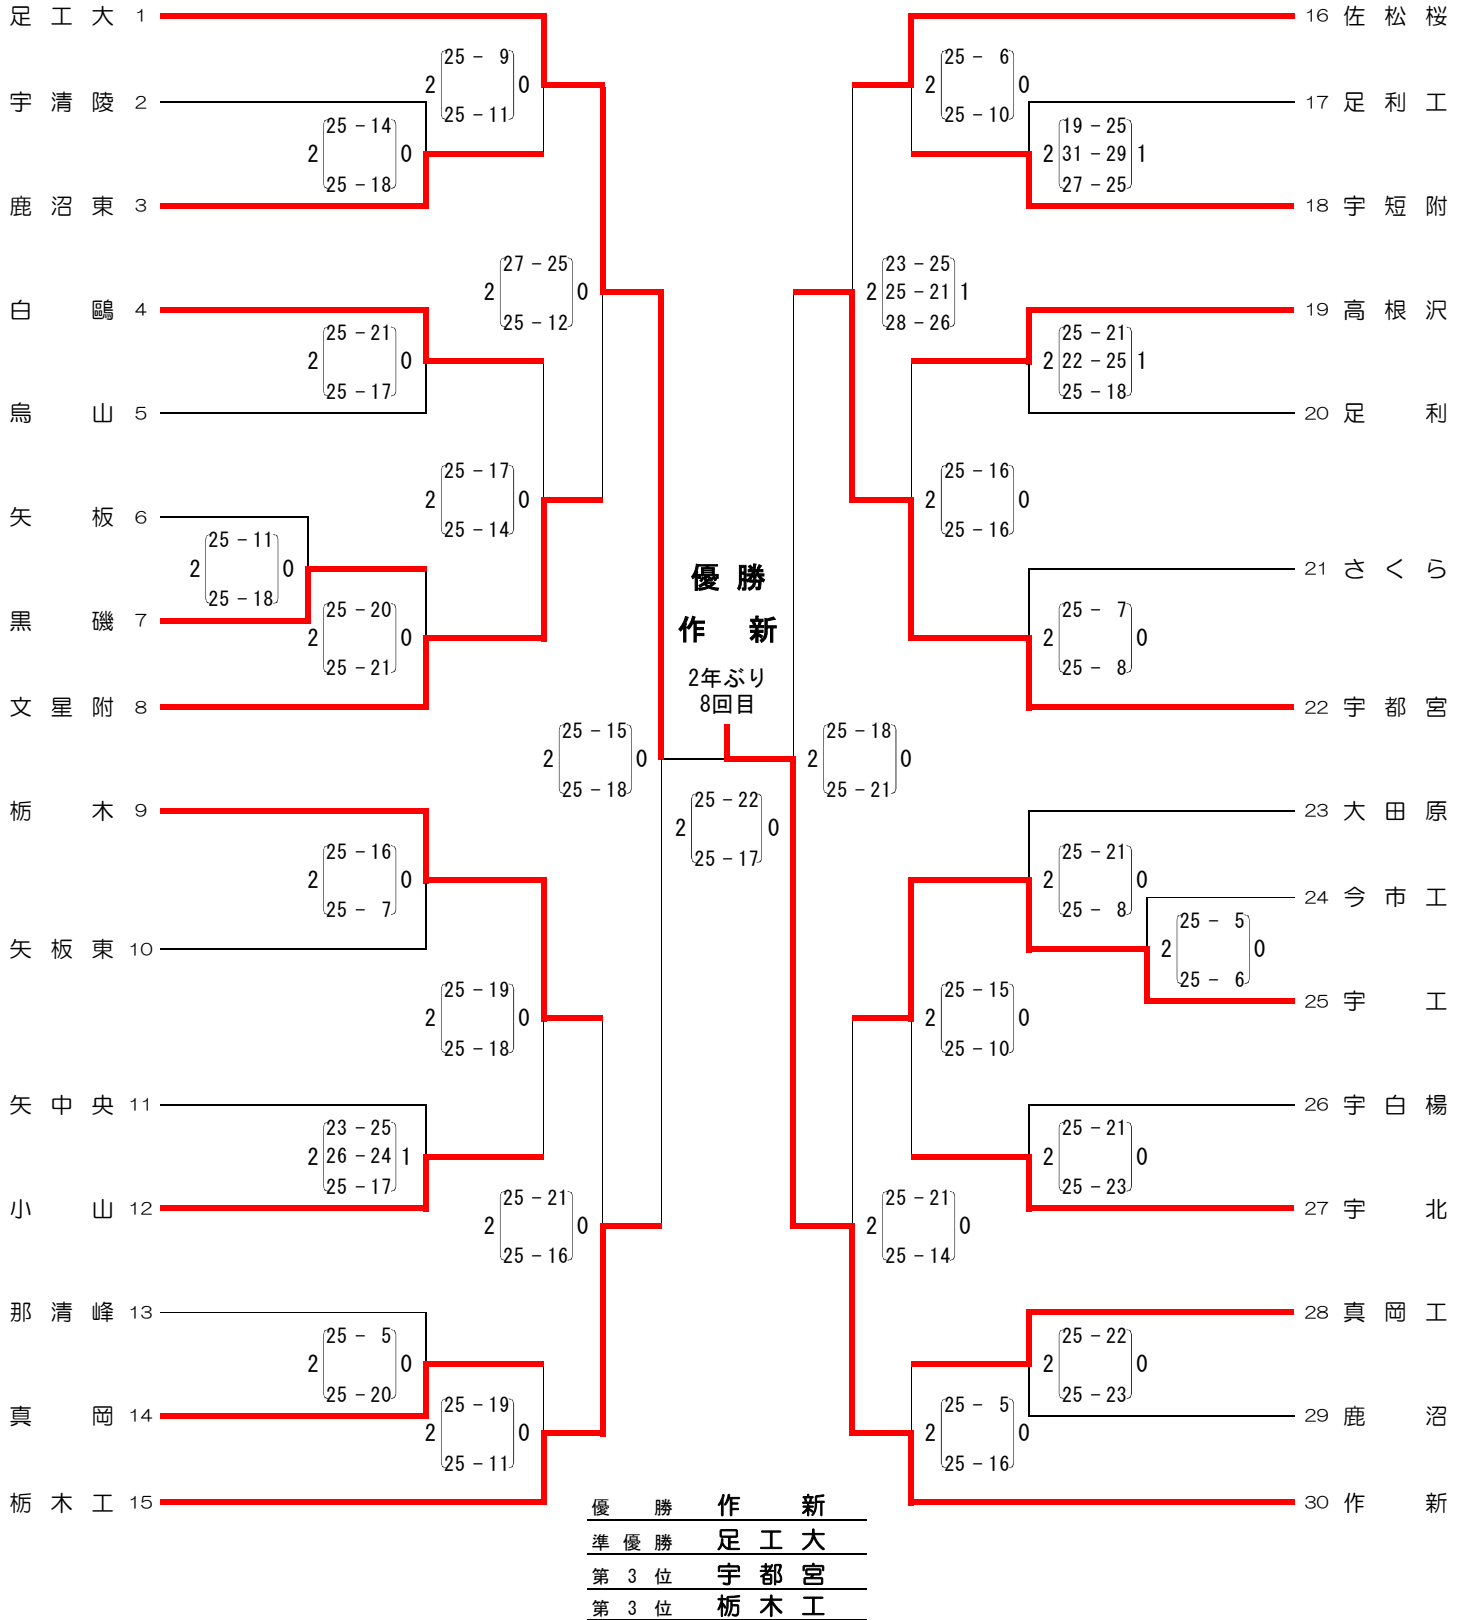 足工大 1
25 - 9
2 0
25 - 11
宇清陵 2
25 - 14
2 0
25 - 18
鹿沼東 3
27 - 25
2 0
25 - 12
白鷗 4
25 - 21
2 0
25 - 17
烏山 5
25 - 17
2 0
25 - 14
矢板 6
25 - 11
2 0
25 - 18
黒磯 7
25 - 20
2 0
25 - 21
文星附 8
25 - 15
2 0
25 - 18
栃木 9
25 - 16
2 0
25 - 7
矢板東 10
25 - 19
2 0
25 - 18
矢中央 11
23 - 25
2 26 - 24 1
25 - 17
小山 12
25 - 21
2 0
25 - 16
那清峰 13
25 - 5
2 0
25 - 20
真岡 14
25 - 19
2 0
25 - 11
栃木工 15
優勝
作新
2年ぶり
8回目
25 - 22
2 0
25 - 17
16 佐松桜
25 - 6
2 0
25 - 10
17 足利工
19 - 25
2 31 - 29 1
27 - 25
18 宇短附
23 - 25
2 25 - 21 1
28 - 26
19 高根沢
25 - 21
2 22 - 25 1
25 - 18
20 足利
25 - 16
2 0
25 - 16
21 さくら
25 - 7
2 0
25 - 8
22 宇都宮
25 - 18
2 0
25 - 21
23 大田原
25 - 21
2 0
25 - 8
24 今市工
25 - 5
2 0
25 - 6
25 宇工
25 - 15
2 0
25 - 10
26 宇白楊
25 - 21
2 0
25 - 23
27 宇北
25 - 21
2 0
25 - 14
28 真岡工
25 - 22
2 0
25 - 23
29 鹿沼
25 - 5
2 0
25 - 16
30 作新
優勝 作新
準優勝 足工大
第3位 宇都宮
第3位 栃木工